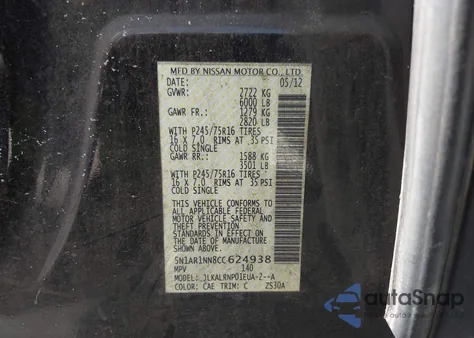 MFD BY NISSAN MOTOR CO., LTD.
DATE: 05/12
GVWR: 2722 KG
6000 LB
GAWR FR.: 1279 KG
2820 LB
WITH P245/75R16 TIRES
16 X 7.0 RIMS AT 35 PSI
COLD SINGLE
GAWR RR.: 1588 KG
3501 LB
WITH P245/75R16 TIRES
16 X 7.0 RIMS AT 35 PSI
COLD SINGLE
THIS VEHICLE CONFORMS TO
ALL APPLICABLE FEDERAL
MOTOR VEHICLE SAFETY AND
THEFT PREVENTION STANDARDS
IN EFFECT ON THE DATE OF
MANUFACTURE SHOWN ABOVE.
5N1AR1NN8CC624938
MPV 140
MODEL: JLKALRNP01EUA-2--A
COLOR: CAE TRIM: C ZS30A
AutoSnap